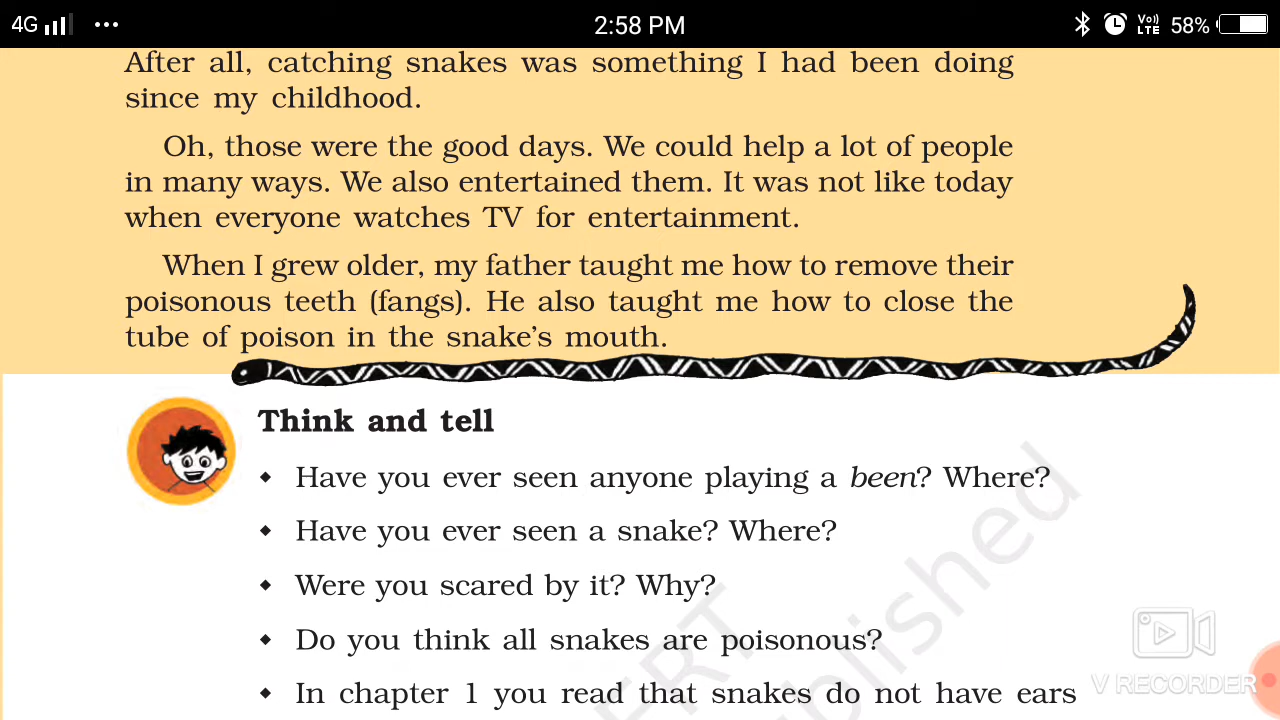 4G 2:58 PM Vo) LTE 58%
After all, catching snakes was something I had been doing
since my childhood.
Oh, those were the good days. We could help a lot of people
in many ways. We also entertained them. It was not like today
when everyone watches TV for entertainment.
When I grew older, my father taught me how to remove their
poisonous teeth (fangs). He also taught me how to close the
tube of poison in the snake's mouth.
Think and tell
◆ Have you ever seen anyone playing a been? Where?
◆ Have you ever seen a snake? Where?
◆ Were you scared by it? Why?
◆ Do you think all snakes are poisonous?
◆ In chapter 1 you read that snakes do not have ears
V RECORDER